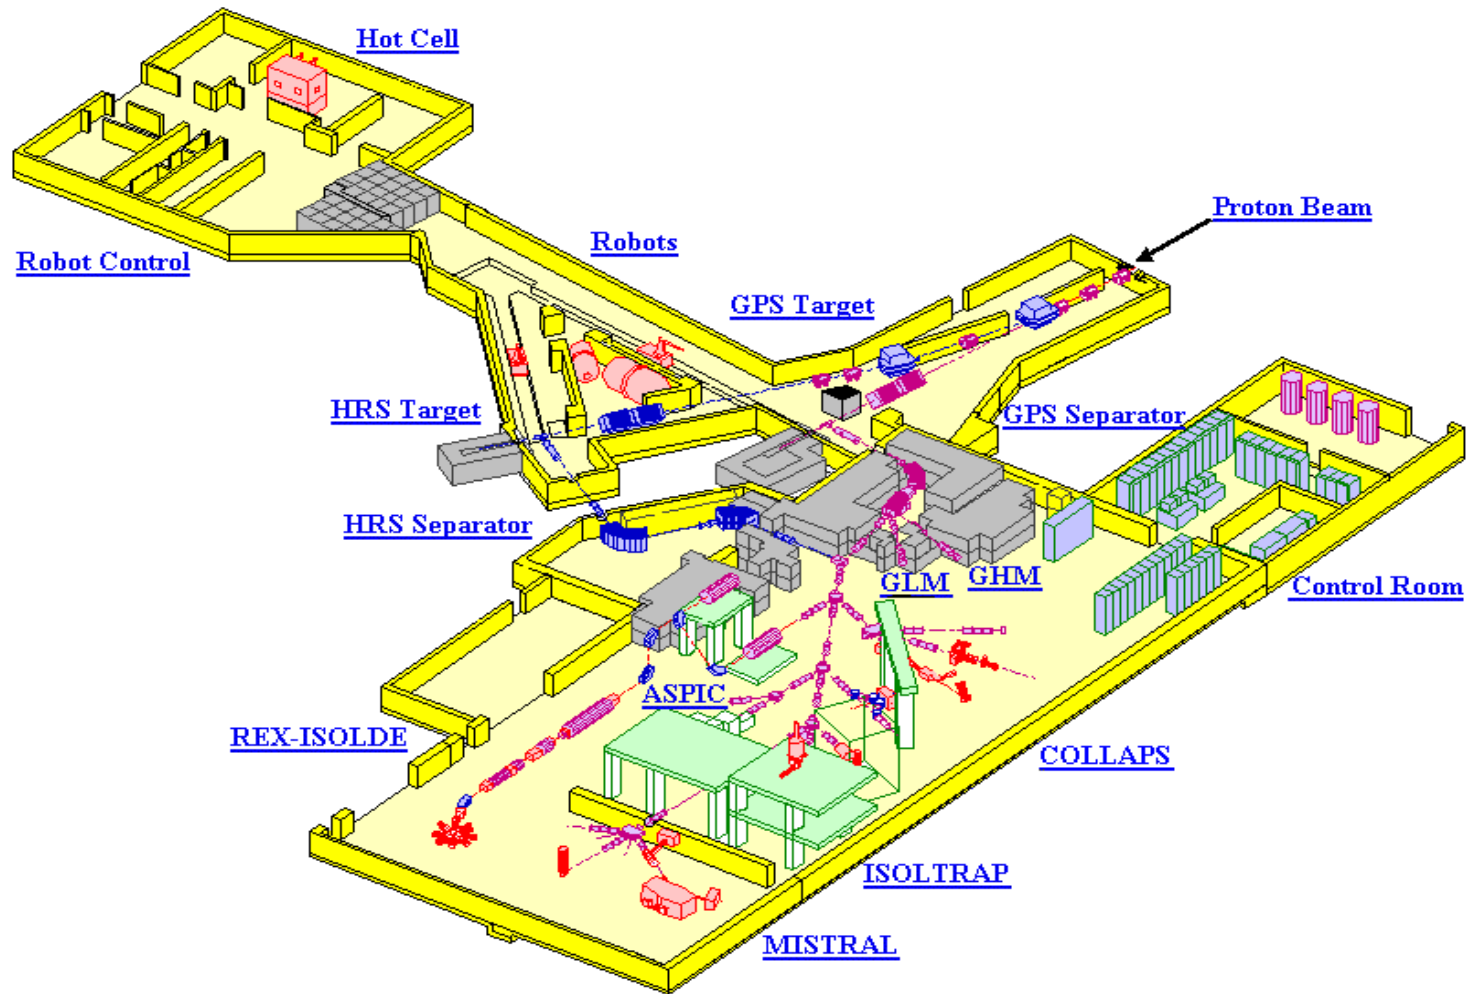 Hot Cell
Proton Beam
Robots
Robot Control
GPS Target
HRS Target
GPS Separator
HRS Separator
GLM
GHM
Control Room
ASPIC
REX-ISOLDE
COLLAPS
ISOLTRAP
MISTRAL